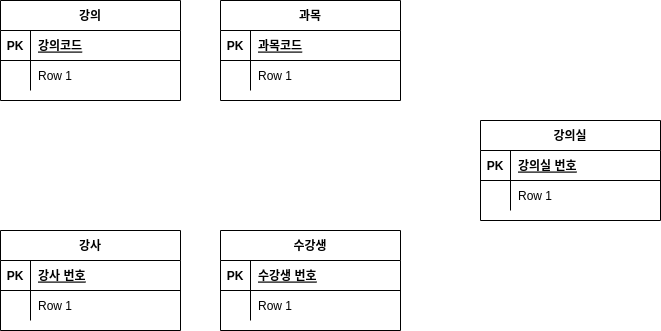 강의
PK 강의코드
Row 1
과목
PK 과목코드
Row 1
강의실
PK 강의실 번호
Row 1
강사
PK 강사 번호
Row 1
수강생
PK 수강생 번호
Row 1